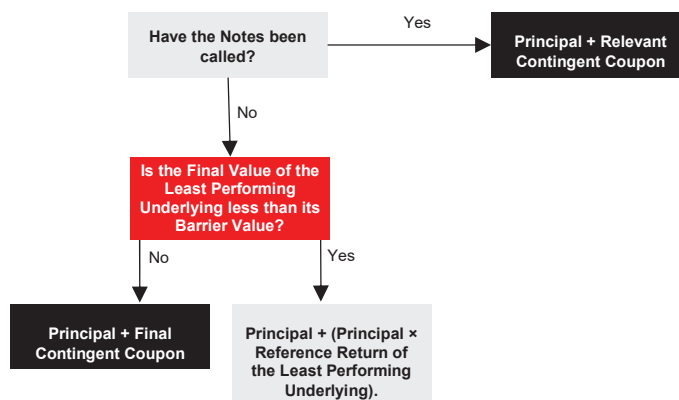 Have the Notes been
called?
Yes
Principal + Relevant
Contingent Coupon
No
Is the Final Value of the
Least Performing
Underlying less than its
Barrier Value?
No
Yes
Principal + Final
Contingent Coupon
Principal + (Principal ×
Reference Return of
the Least Performing
Underlying).